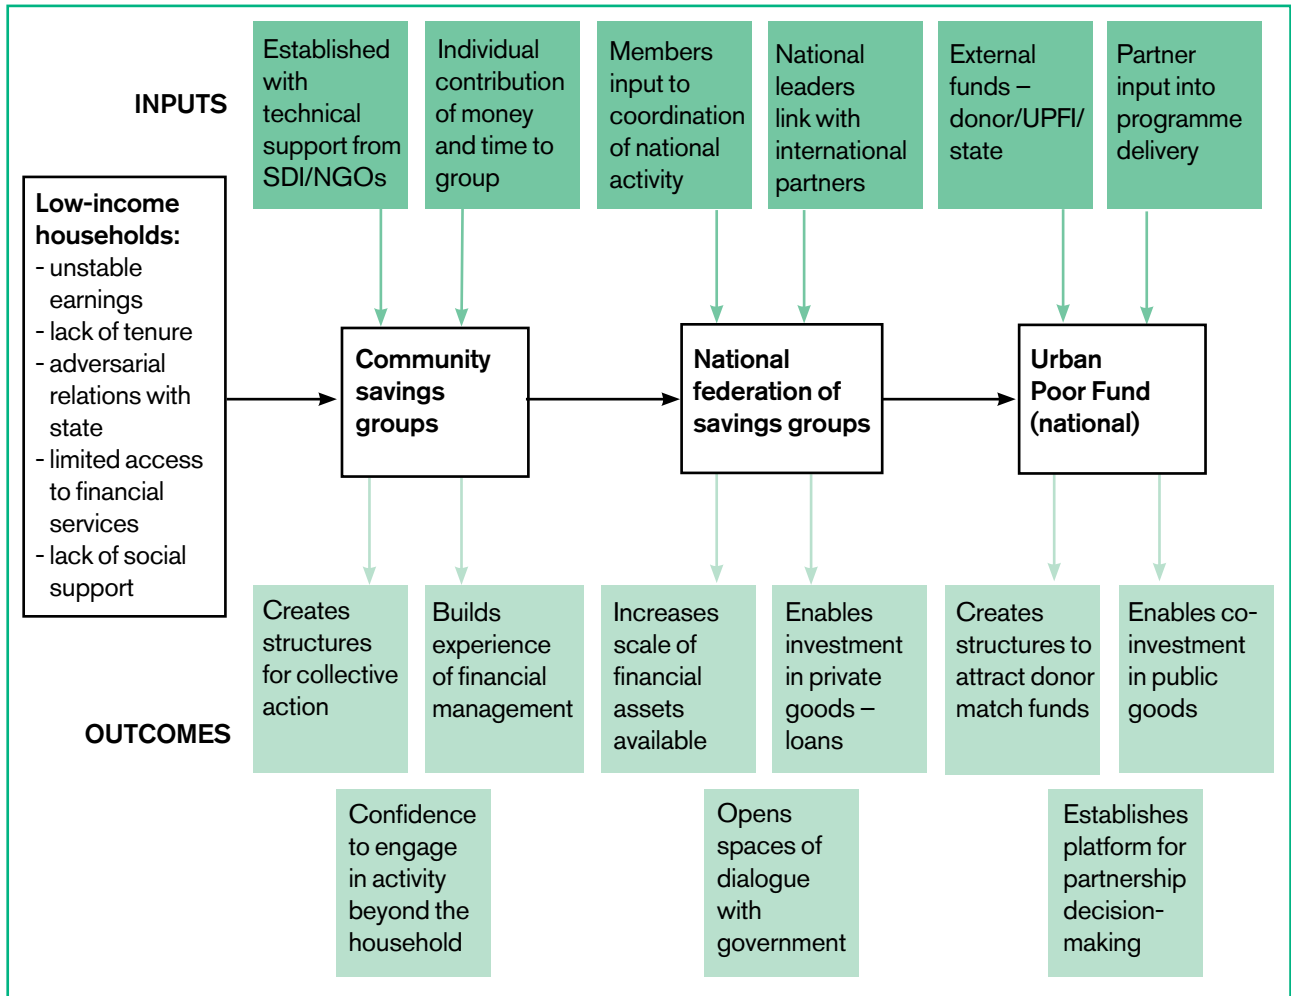 INPUTS
Established
with
technical
support from
SDI/NGOs
Individual
contribution
of money
and time to
group
Members
input to
coordination
of national
activity
National
leaders
link with
international
partners
External
funds –
donor/UPFI/
state
Partner
input into
programme
delivery
Low-income
households:
- unstable
earnings
- lack of tenure
- adversarial
relations with
state
- limited access
to financial
services
- lack of social
support
Community
savings
groups
National
federation of
savings groups
Urban
Poor Fund
(national)
OUTCOMES
Creates
structures
for collective
action
Builds
experience
of financial
management
Increases
scale of
financial
assets
available
Enables
investment
in private
goods –
loans
Creates
structures to
attract donor
match funds
Enables co-
investment
in public
goods
Confidence
to engage
in activity
beyond the
household
Opens
spaces of
dialogue
with
government
Establishes
platform for
partnership
decision-
making